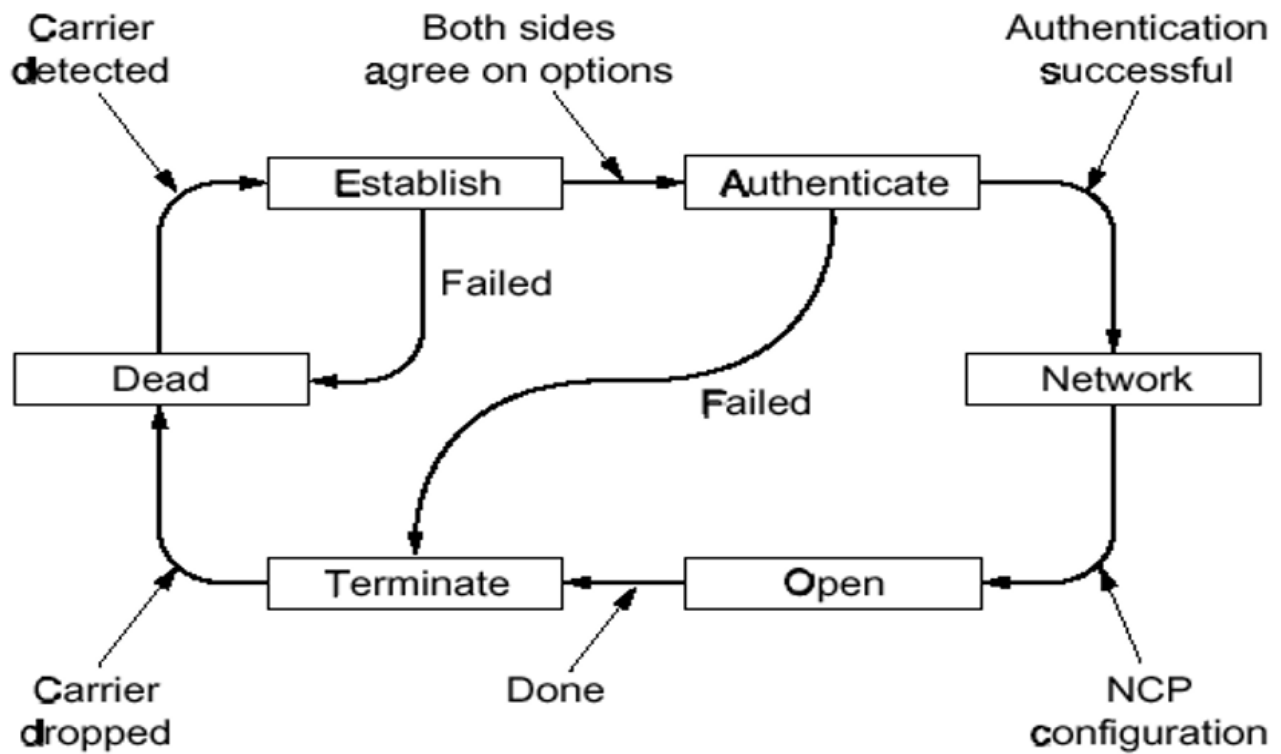 Carrier
detected
Both sides
agree on options
Authentication
successful
Establish
Authenticate
Failed
Dead
Network
Failed
Terminate
Open
Carrier
dropped
Done
NCP
configuration